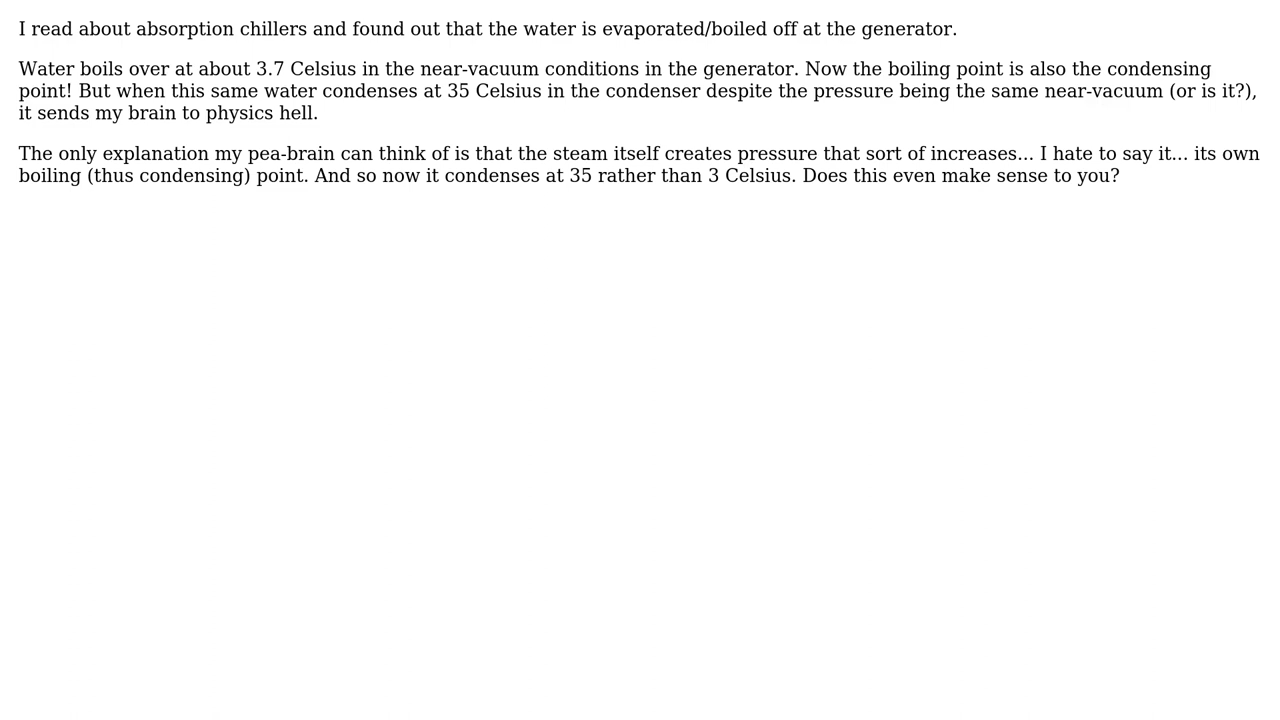 I read about absorption chillers and found out that the water is evaporated/boiled off at the generator.
Water boils over at about 3.7 Celsius in the near-vacuum conditions in the generator. Now the boiling point is also the condensing
point! But when this same water condenses at 35 Celsius in the condenser despite the pressure being the same near-vacuum (or is it?),
it sends my brain to physics hell.
The only explanation my pea-brain can think of is that the steam itself creates pressure that sort of increases... I hate to say it... its own
boiling (thus condensing) point. And so now it condenses at 35 rather than 3 Celsius. Does this even make sense to you?